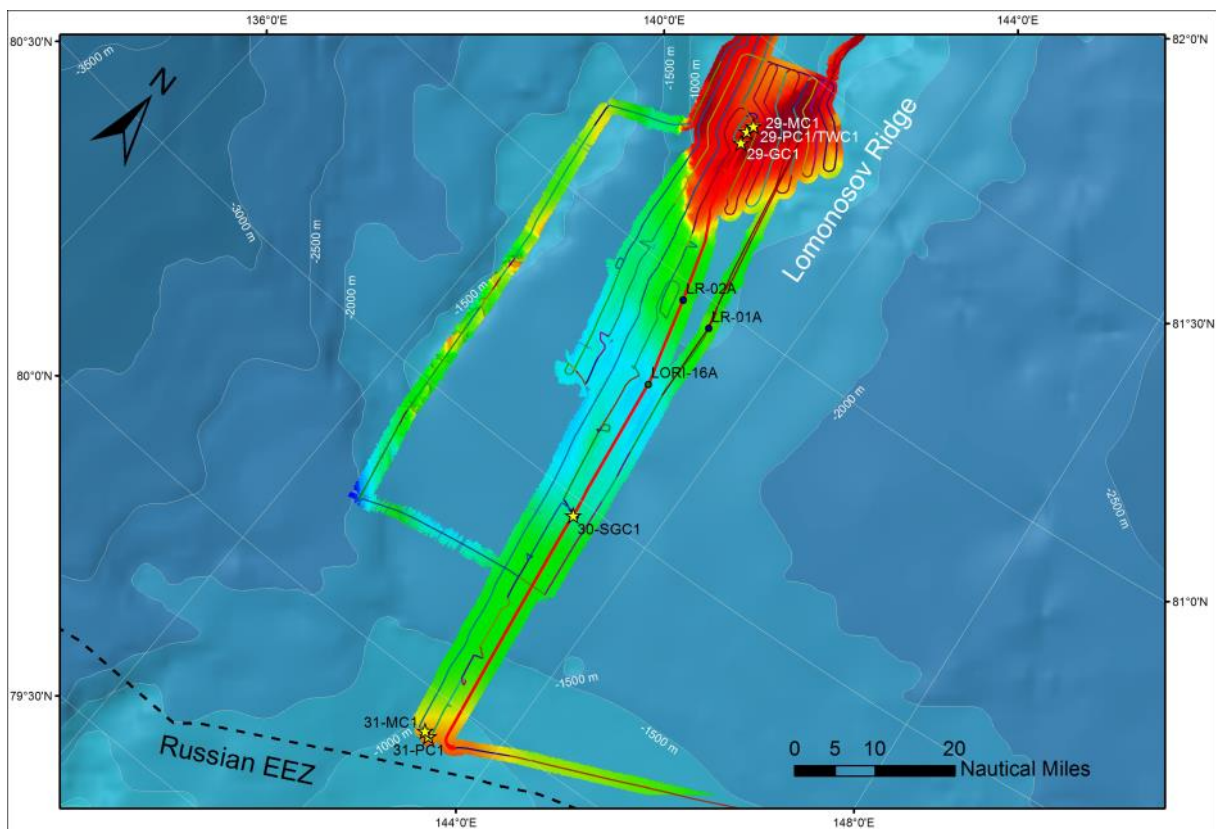 136°0'E
140°0'E
144°0'E
80°30'N
82°0'N
-3500 m
-1500 m
-1000 m
N
29-MC1
29-PC1/TWC1
29-GC1
Lomonosov Ridge
-3000 m
-2500 m
-2000 m
-1500 m
LR-02A
LR-01A
81°30'N
80°0'N
LORI-16A
-2000 m
-2500 m
30-SGC1
81°0'N
79°30'N
-1500 m
31-MC1
31-PC1
-1000 m
-1500 m
Russian EEZ
0 5 10 20
Nautical Miles
144°0'E
148°0'E